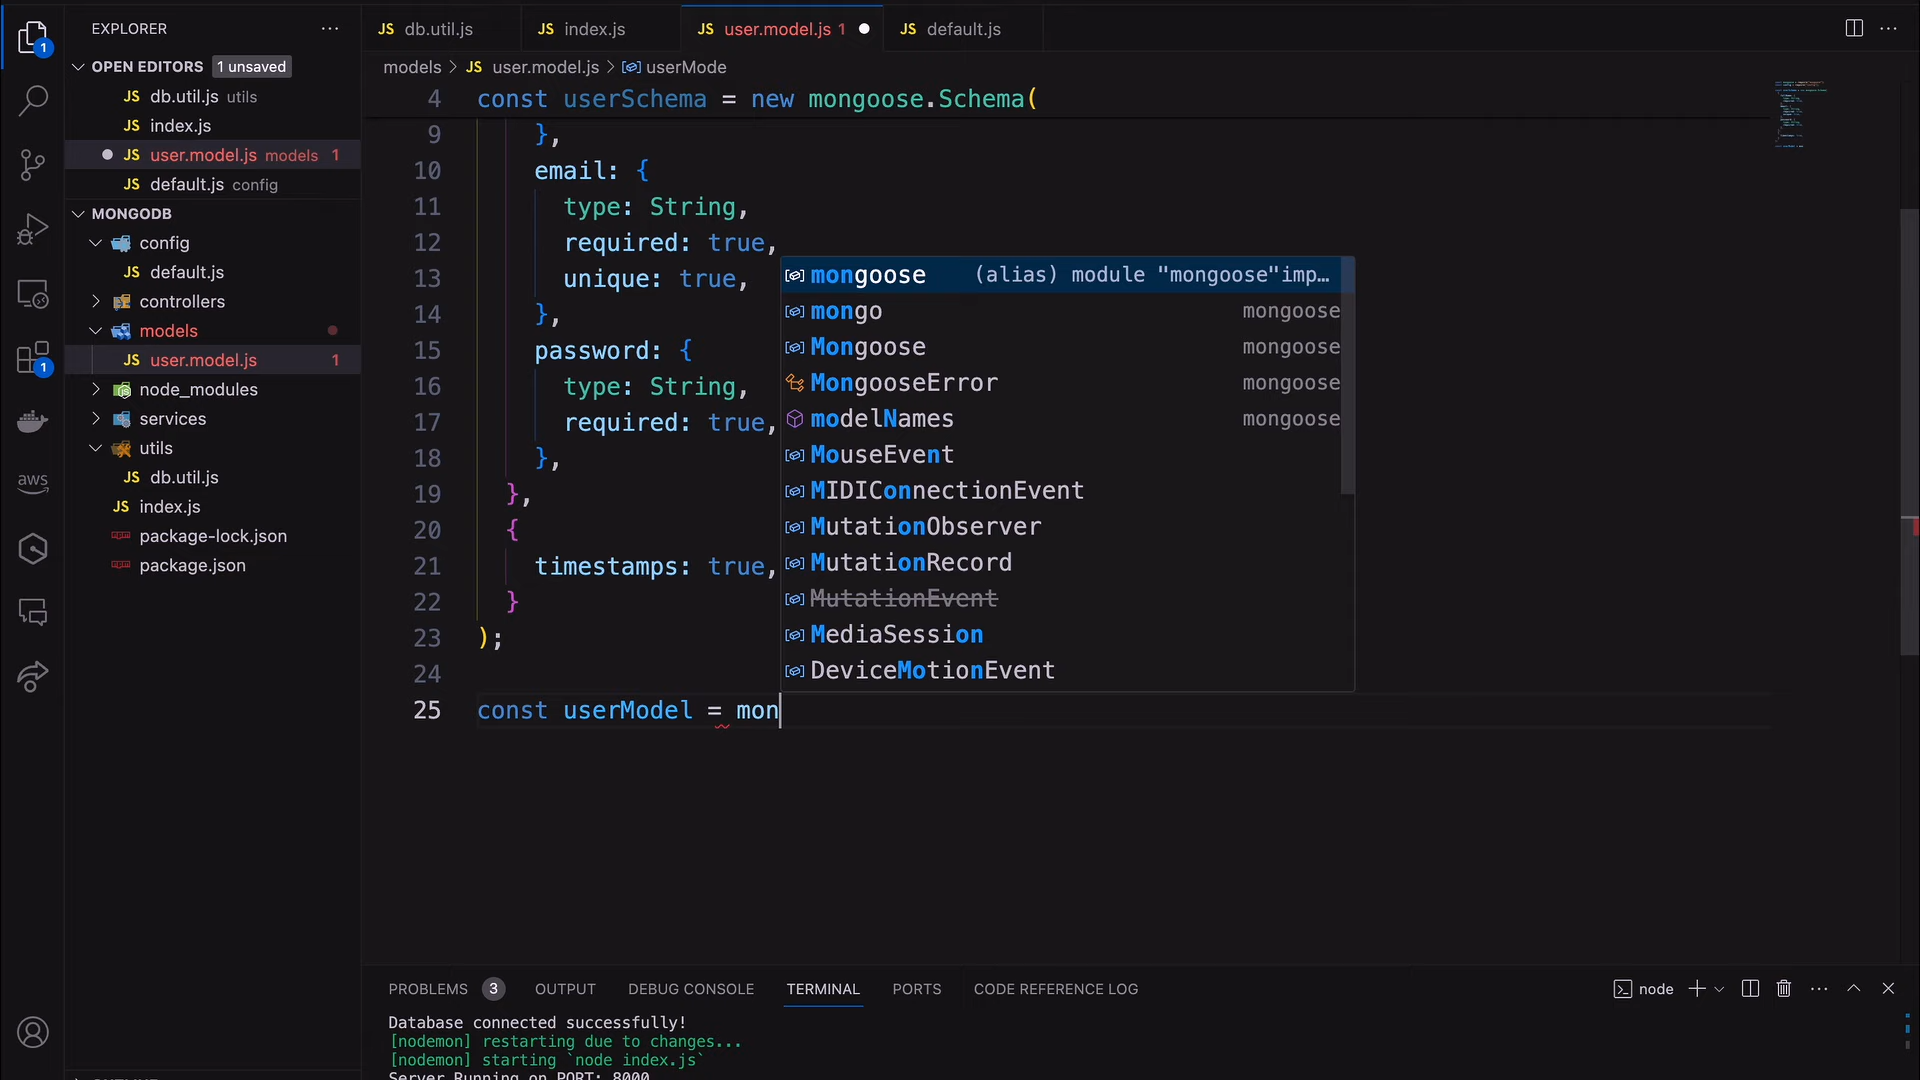 EXPLORER
OPEN EDITORS 1 unsaved
JS db.util.js utils
JS index.js
JS user.model.js models 1
JS default.js config
MONGODB
config
JS default.js
controllers
models
JS user.model.js 1
node_modules
services
utils
JS db.util.js
JS index.js
package-lock.json
package.json
1
1
aws
JS db.util.js
JS index.js
JS user.model.js 1
JS default.js
models > JS user.model.js > userMode
4 const userSchema = new mongoose.Schema(
9 },
10 email: {
11 type: String,
12 required: true,
13 unique: true,
14 },
15 password: {
16 type: String,
17 required: true,
18 },
19 },
20 {
21 timestamps: true,
22 }
23 );
24
25 const userModel = mon
mongoose (alias) module "mongoose"imp…
mongo mongoose
Mongoose mongoose
MongooseError mongoose
modelNames mongoose
MouseEvent
MIDIConnectionEvent
MutationObserver
MutationRecord
MutationEvent
MediaSession
DeviceMotionEvent
PROBLEMS 3 OUTPUT DEBUG CONSOLE TERMINAL PORTS CODE REFERENCE LOG
node
Database connected successfully!
[nodemon] restarting due to changes...
[nodemon] starting `node index.js`
Server Running on PORT: 8000